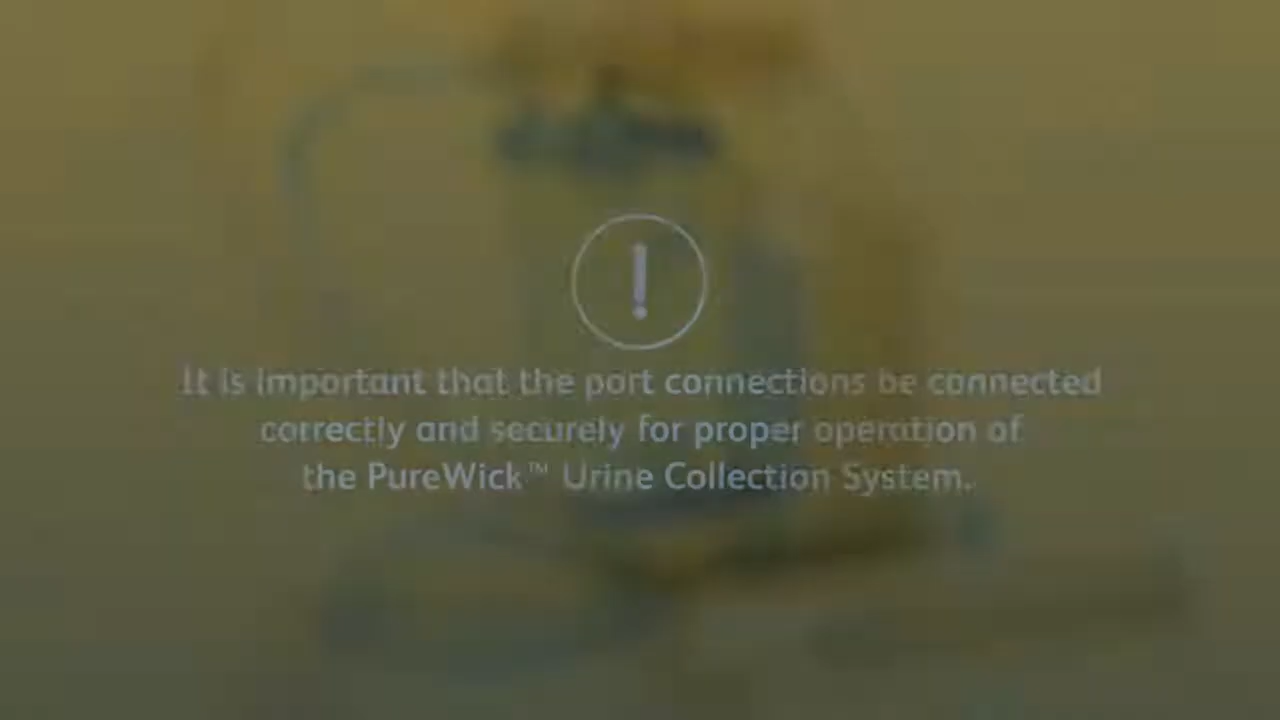 !
It is important that the port connections be connected
correctly and securely for proper operation of
the PureWick™ Urine Collection System.